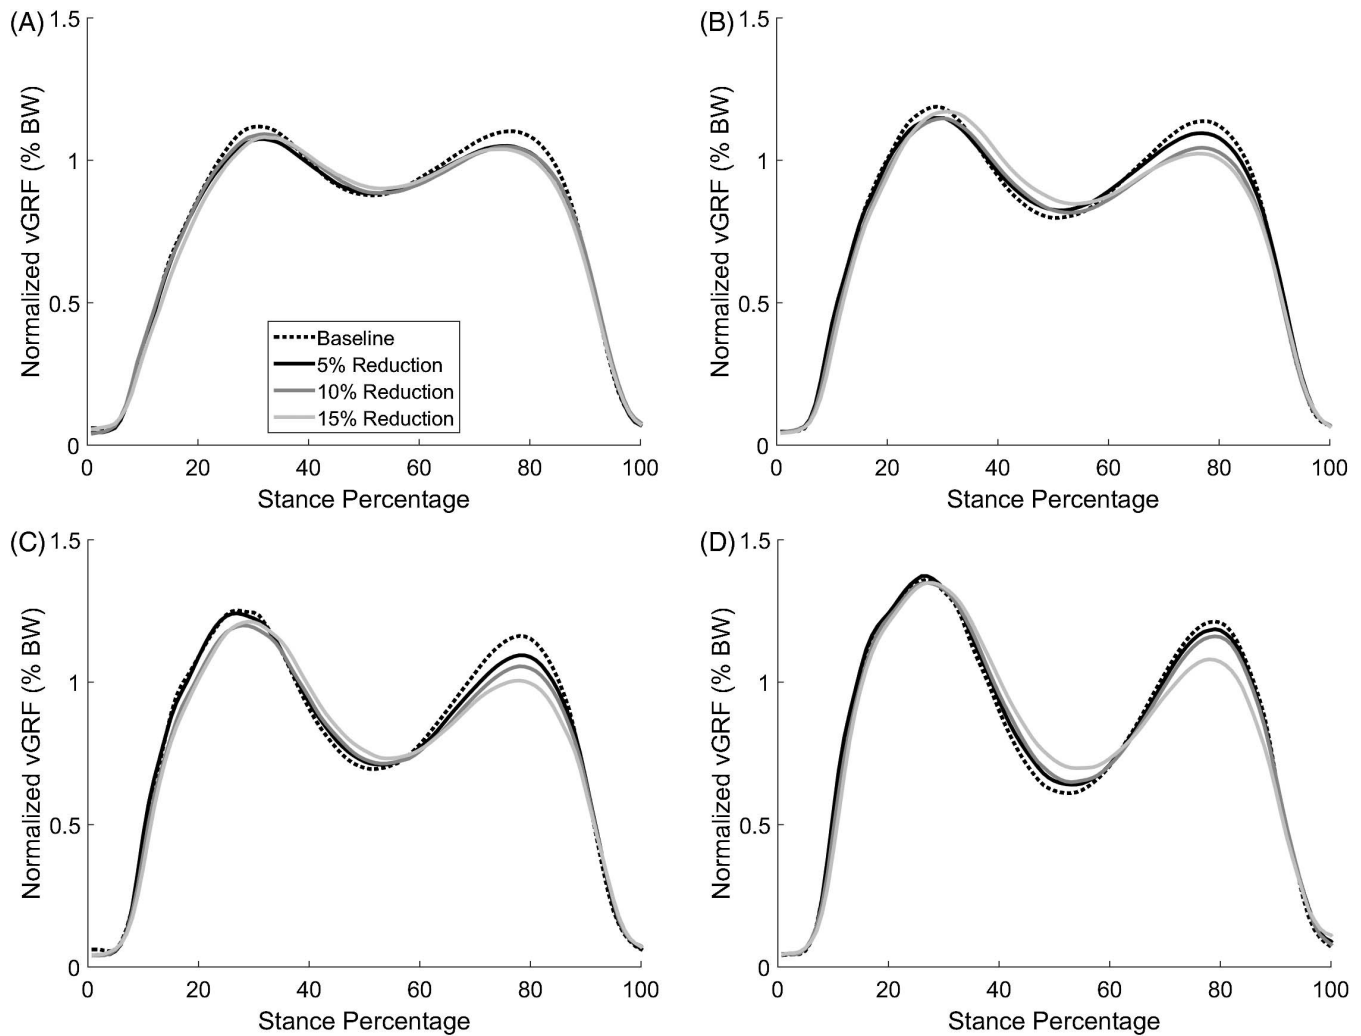 (A)
1.5
1
0.5
0
Normalized vGRF (% BW)
Baseline
5% Reduction
10% Reduction
15% Reduction
0 20 40 60 80 100
Stance Percentage
(B)
1.5
1
0.5
0
Normalized vGRF (% BW)
0 20 40 60 80 100
Stance Percentage
(C)
1.5
1
0.5
0
Normalized vGRF (% BW)
0 20 40 60 80 100
Stance Percentage
(D)
1.5
1
0.5
0
Normalized vGRF (% BW)
0 20 40 60 80 100
Stance Percentage